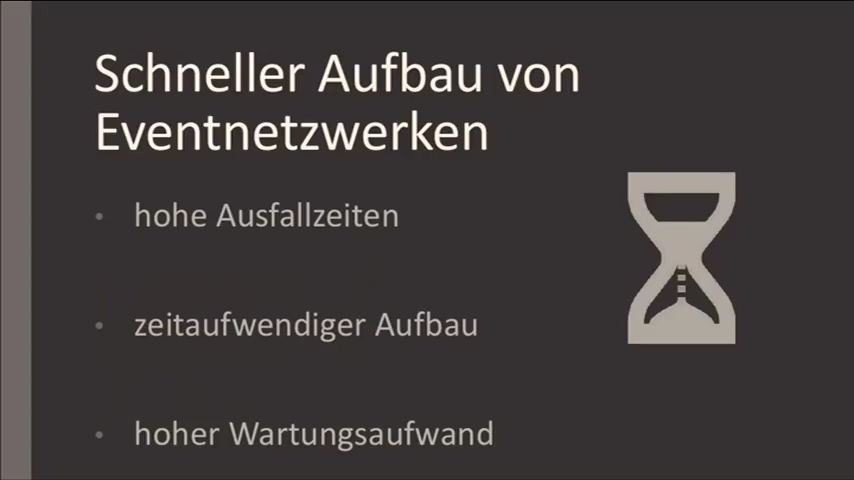 Schneller Aufbau von
Eventnetzwerken
• hohe Ausfallzeiten
• zeitaufwendiger Aufbau
• hoher Wartungsaufwand